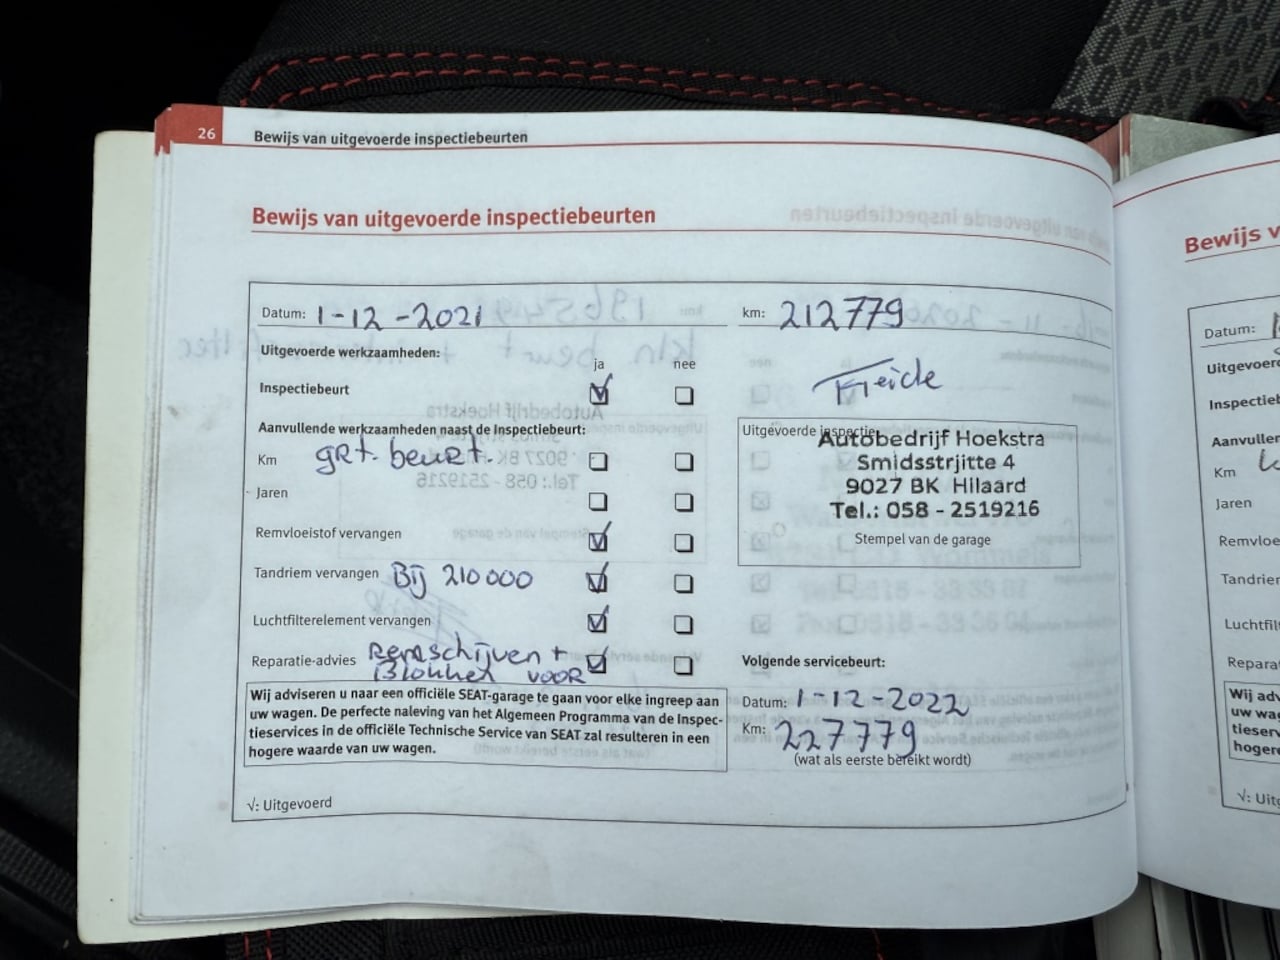 26 Bewijs van uitgevoerde inspectiebeurten
Bewijs van uitgevoerde inspectiebeurten
Datum: 1-12-2021 km: 212779
Uitgevoerde werkzaamheden:
ja nee
Inspectiebeurt
Aanvullende werkzaamheden naast de Inspectiebeurt:
Km grt. beurt.
Jaren
Remvloeistof vervangen
Tandriem vervangen Bij 210000
Luchtfilterelement vervangen
Remschijven +
Reparatie-advies Blokken voor
Uitgevoerde inspectie
Autobedrijf Hoekstra
Smidsstrjitte 4
9027 BK Hilaard
Tel.: 058 - 2519216
Stempel van de garage
Volgende servicebeurt:
Datum: 1-12-2022
Km: 227779
(wat als eerste bereikt wordt)
Wij adviseren u naar een officiële SEAT-garage te gaan voor elke ingreep aan
uw wagen. De perfecte naleving van het Algemeen Programma van de Inspec-
tieservices in de officiële Technische Service van SEAT zal resulteren in een
hogere waarde van uw wagen.
√: Uitgevoerd
Bewijs v
Datum:
Uitgevoerd
Inspectieb
Aanvullen
Km
Jaren
Remvloe
Tandriem
Luchtfilt
Repara
Wij adv
uw wag
tieserv
hoger
√: Uitg